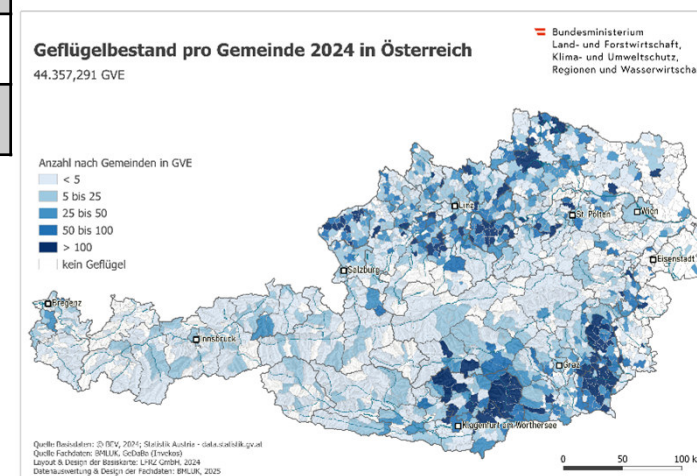 Geflügelbestand pro Gemeinde 2024 in Österreich
44.357,291 GVE
Bundesministerium
Land- und Forstwirtschaft,
Klima- und Umweltschutz,
Regionen und Wasserwirtscha
Anzahl nach Gemeinden in GVE
< 5
5 bis 25
25 bis 50
50 bis 100
> 100
kein Geflügel
Linz
St. Pölten
Wien
Eisenstadt
Salzburg
Bregenz
Innsbruck
Graz
Klagenfurt am Wörthersee
Quelle Basisdaten: © BEV, 2024; Statistik Austria - data.statistik.gv.at
Quelle Fachdaten: BMLUK, GeDaBa (Invekos)
Layout & Design der Basiskarte: LFRZ GmbH, 2024
Datenauswertung & Design der Fachdaten: BMLUK, 2025
0 50 100 k